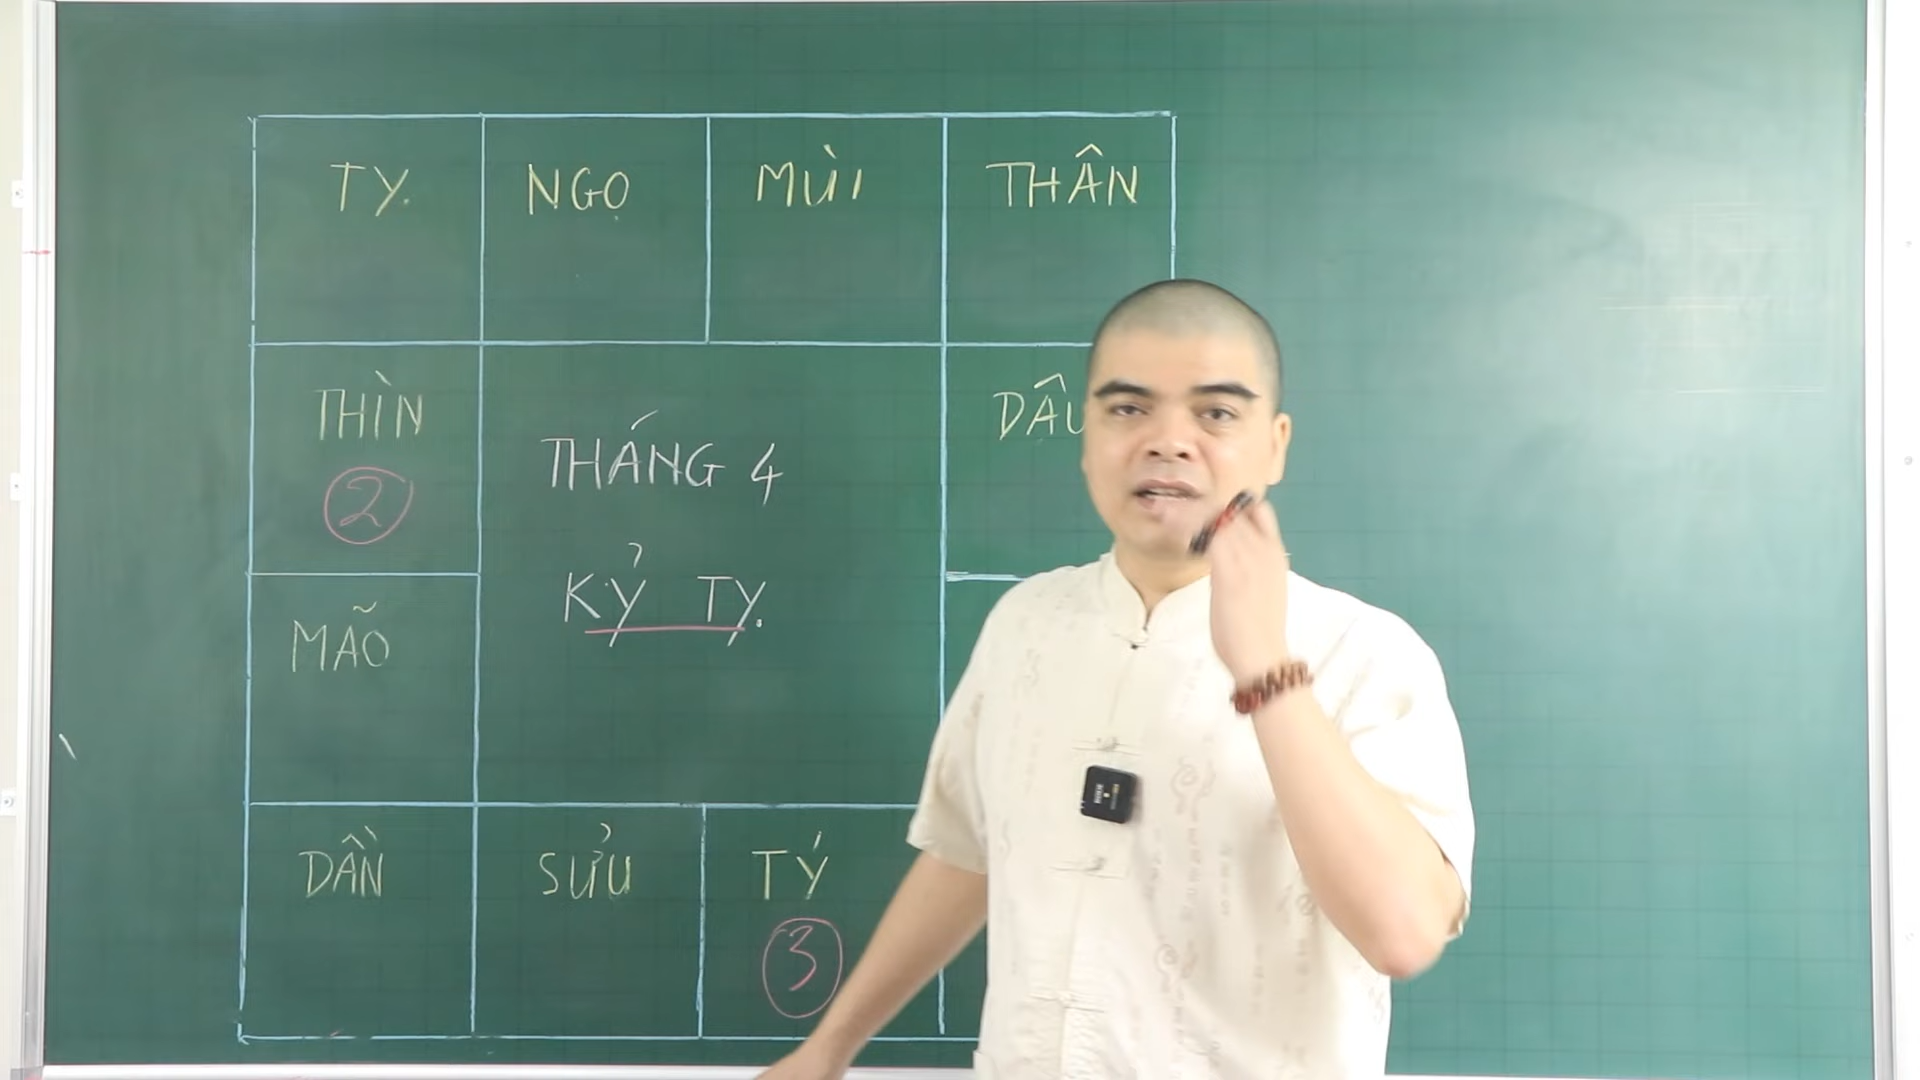 TỴ
NGỌ
MÙI
THÂN
THÌN
2
THÁNG 4
KỶ TỴ
MÃO
DẦN
SỬU
TÝ
3